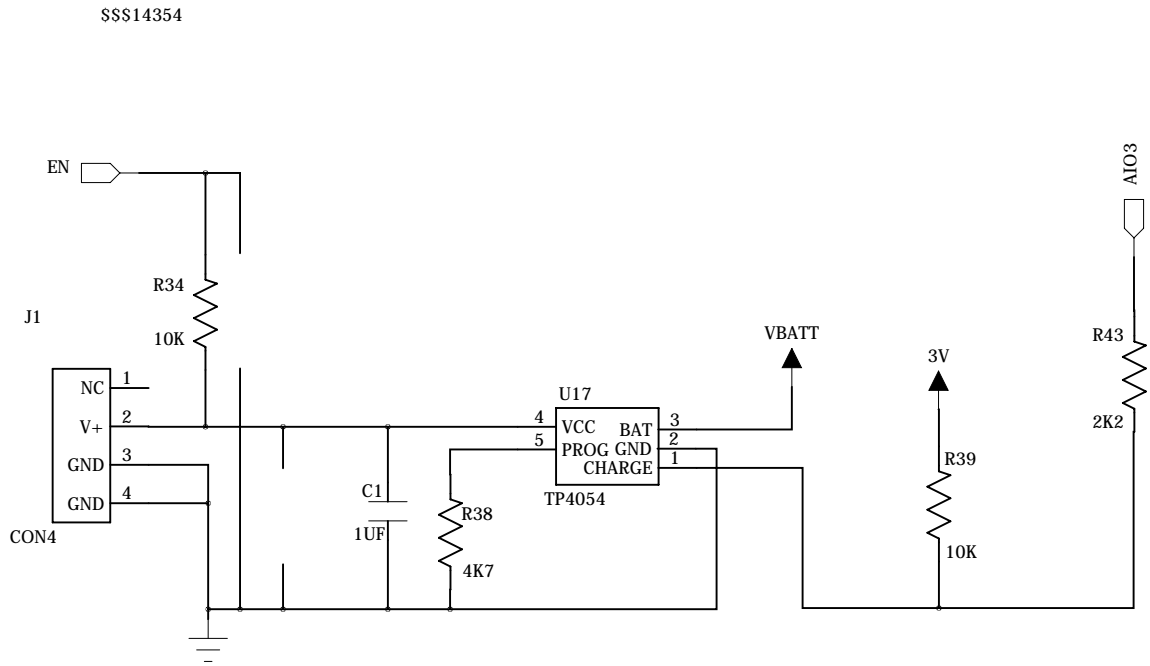 $$$14354
EN
AIO3
R34
10K
J1
NC 1
V+ 2
GND 3
GND 4
CON4
C1
1UF
R38
4K7
U17
4 VCC
5 PROG
BAT 3
GND 2
CHARGE 1
TP4054
VBATT
3V
R39
10K
R43
2K2